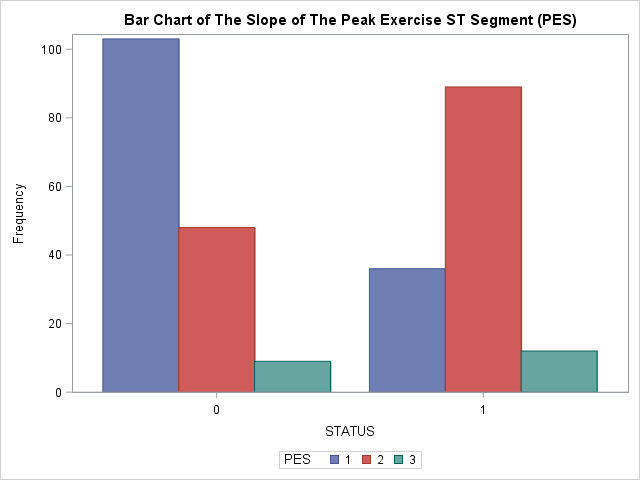 Bar Chart of The Slope of The Peak Exercise ST Segment (PES)
100
80
60
40
20
0
Frequency
0 1
STATUS
PES 1 2 3